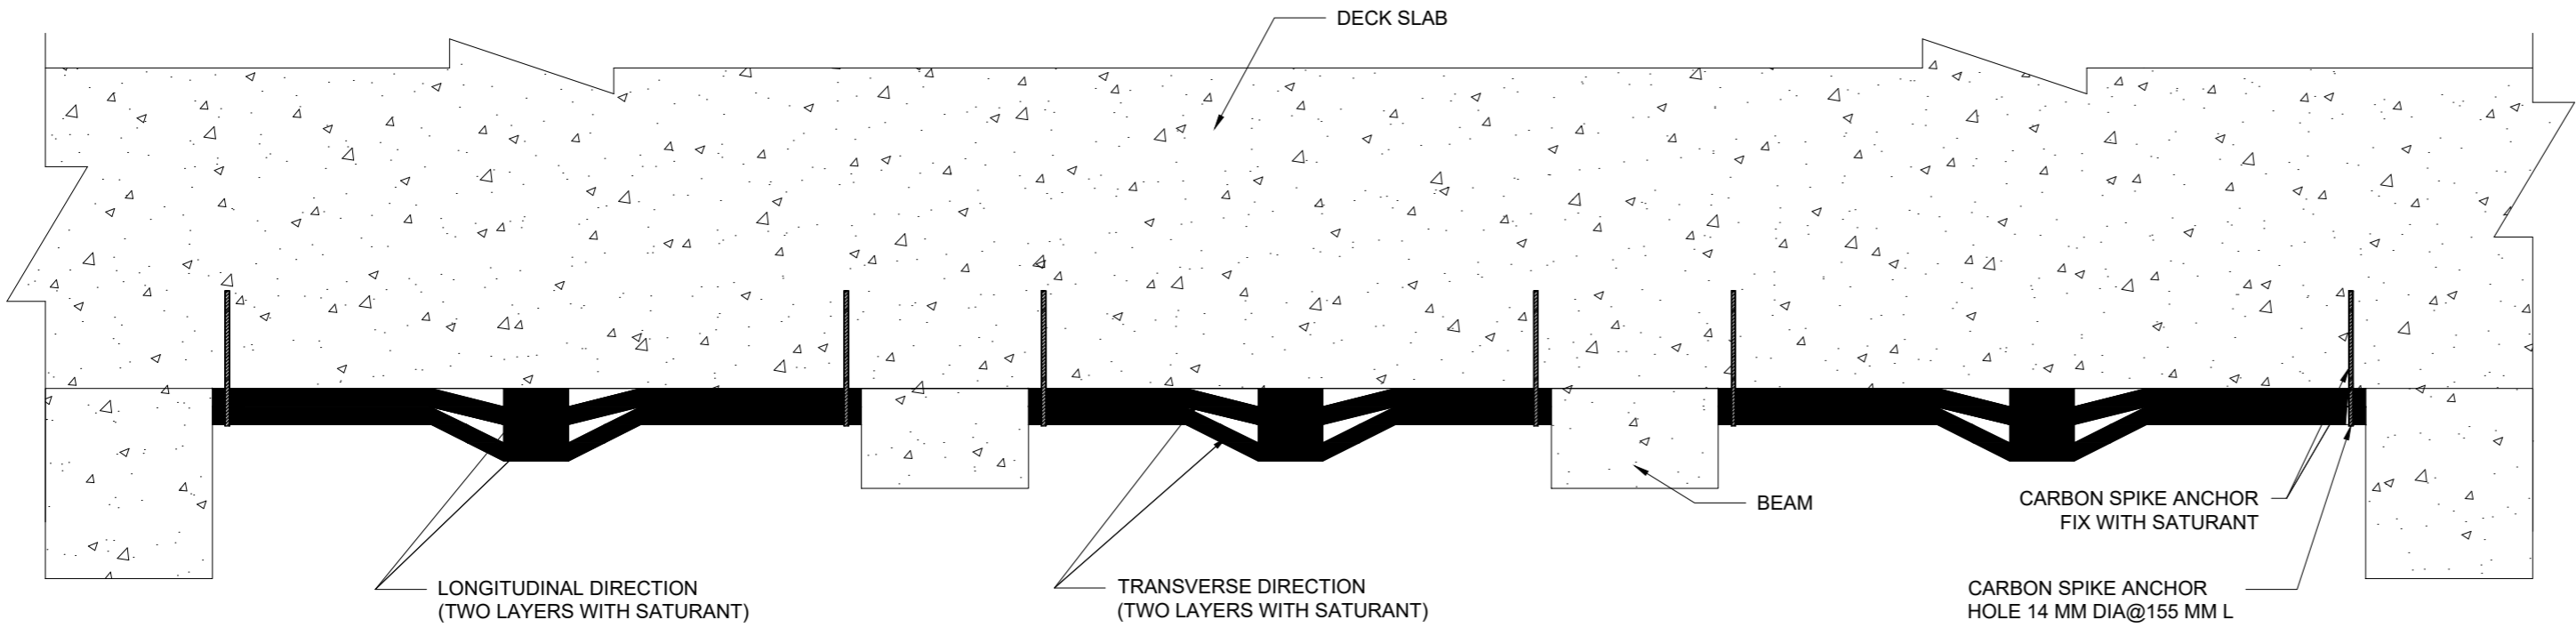 DECK SLAB
BEAM
CARBON SPIKE ANCHOR
FIX WITH SATURANT
LONGITUDINAL DIRECTION
(TWO LAYERS WITH SATURANT)
TRANSVERSE DIRECTION
(TWO LAYERS WITH SATURANT)
CARBON SPIKE ANCHOR
HOLE 14 MM DIA@155 MM L